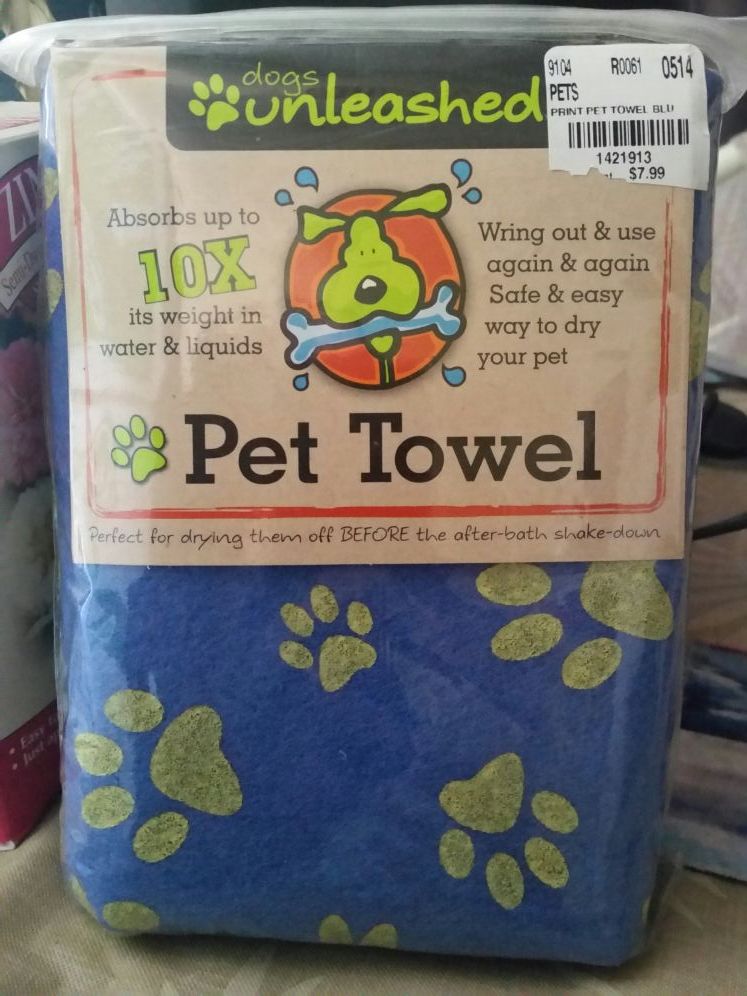 dogs
unleashed
9104 R0061 0514
PETS
PRINT PET TOWEL BLU
1421913
$7.99
Absorbs up to
10X
its weight in
water & liquids
Wring out & use
again & again
Safe & easy
way to dry
your pet
Pet Towel
Perfect for drying them off BEFORE the after-bath shake-down
ZIN